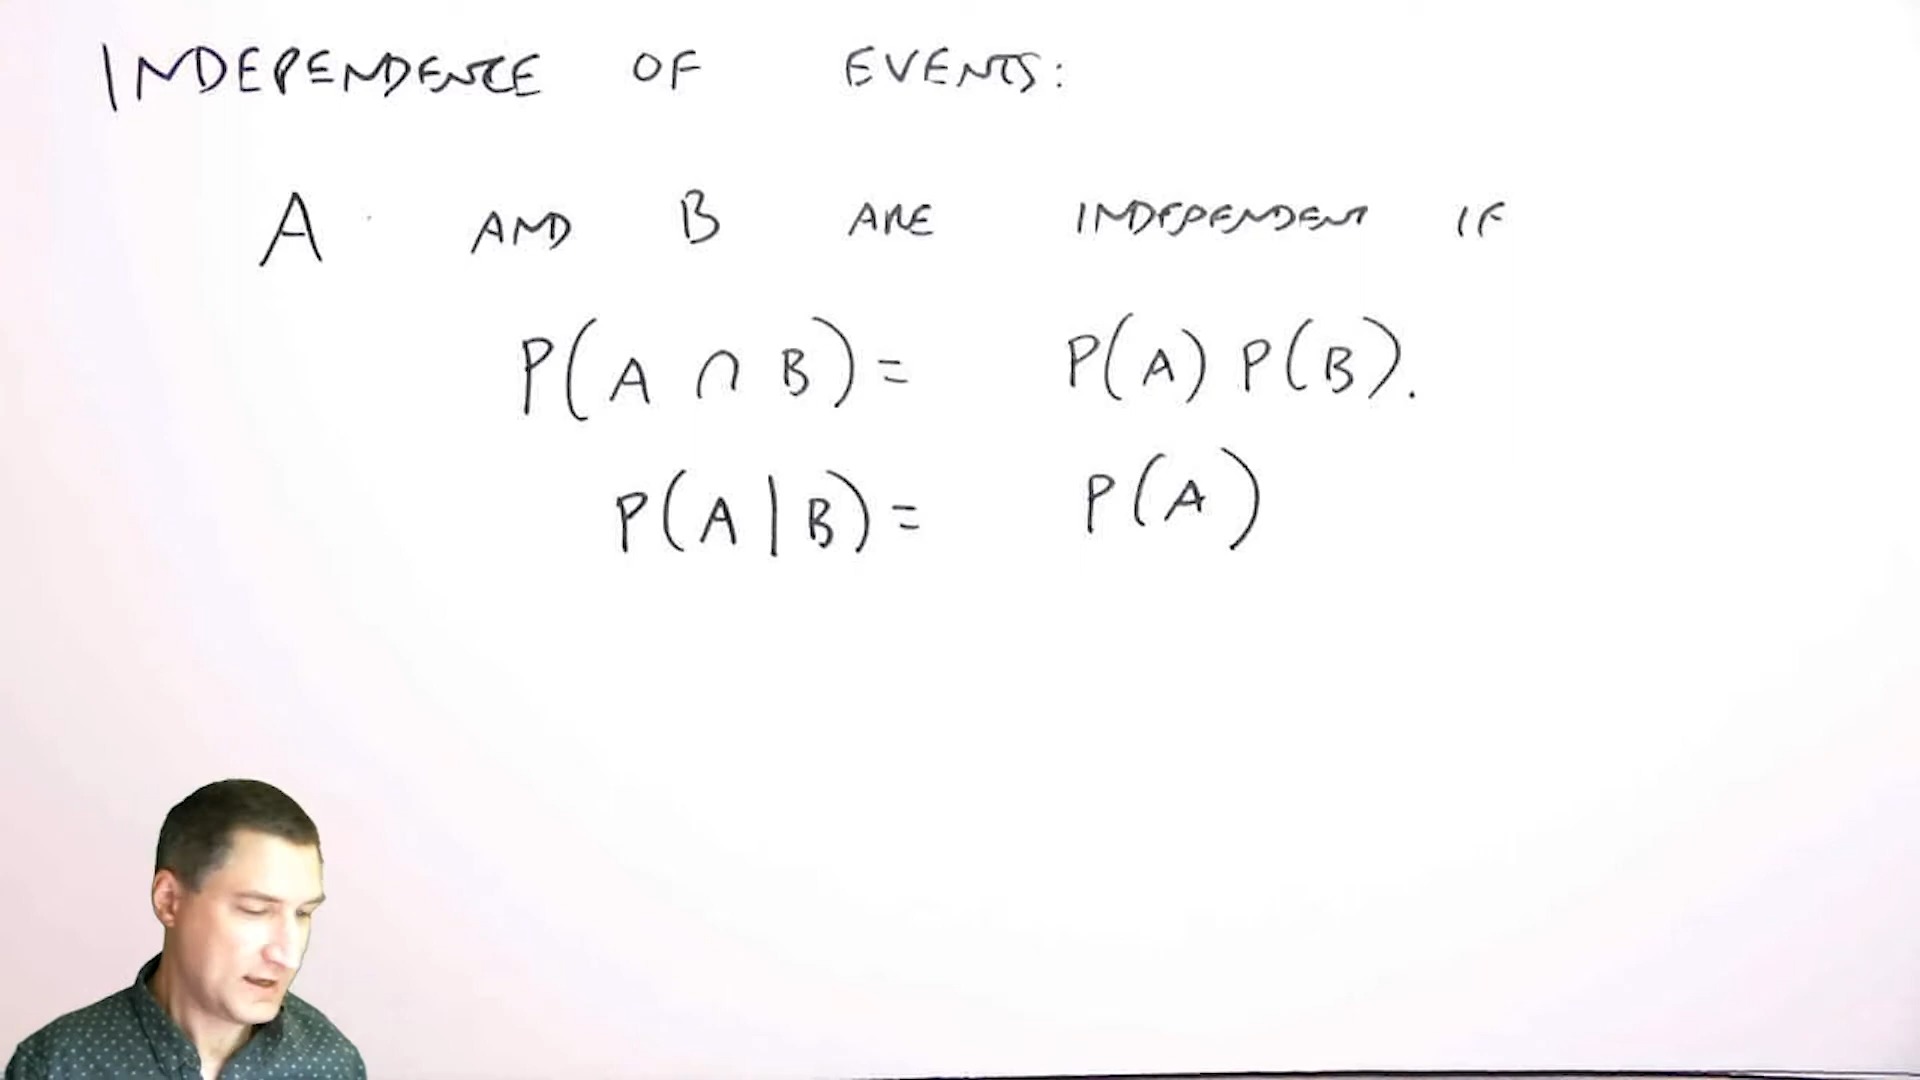 INDEPENDENCE OF EVENTS:
A AND B ARE INDEPENDENT IF
P(A ∩ B) = P(A) P(B).
P(A | B) = P(A)